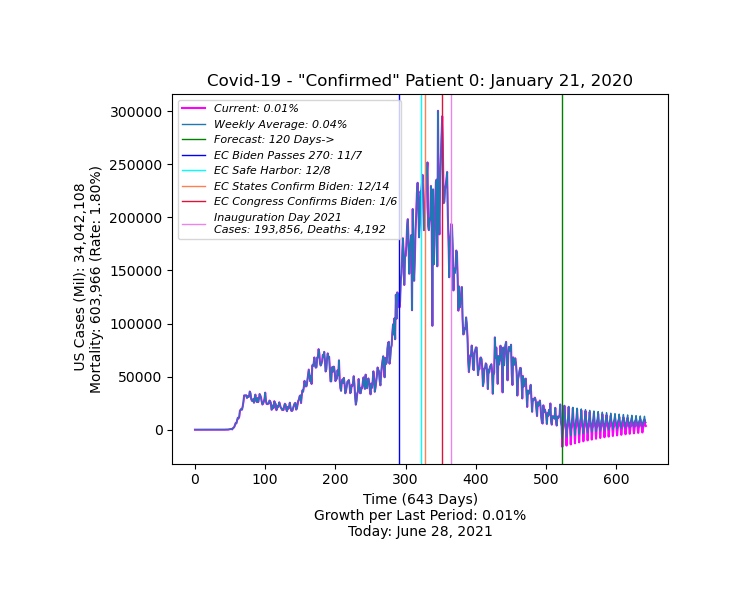 Covid-19 - "Confirmed" Patient 0: January 21, 2020
US Cases (Mil): 34,042,108
Mortality: 603,966 (Rate: 1.80%)
300000
250000
200000
150000
100000
50000
0
Current: 0.01%
Weekly Average: 0.04%
Forecast: 120 Days->
EC Biden Passes 270: 11/7
EC Safe Harbor: 12/8
EC States Confirm Biden: 12/14
EC Congress Confirms Biden: 1/6
Inauguration Day 2021
Cases: 193,856, Deaths: 4,192
0 100 200 300 400 500 600
Time (643 Days)
Growth per Last Period: 0.01%
Today: June 28, 2021